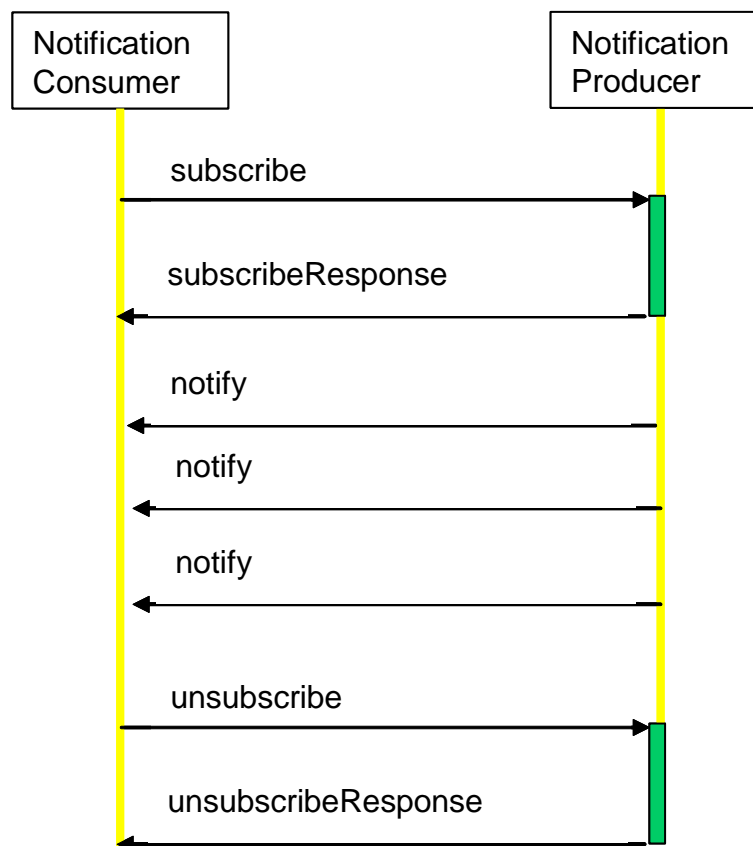 Notification
Consumer
Notification
Producer
subscribe
subscribeResponse
notify
notify
notify
unsubscribe
unsubscribeResponse